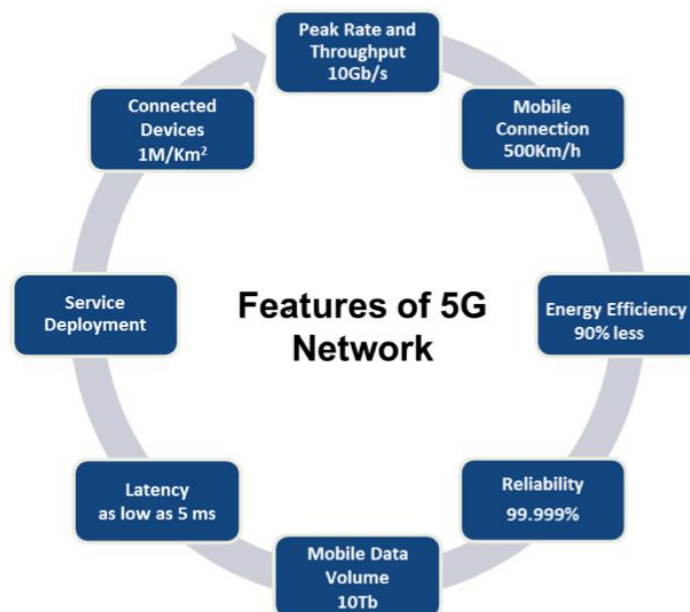 Peak Rate and
Throughput
10Gb/s
Mobile
Connection
500Km/h
Energy Efficiency
90% less
Reliability
99.999%
Mobile Data
Volume
10Tb
Latency
as low as 5 ms
Service
Deployment
Connected
Devices
1M/Km²
Features of 5G
Network